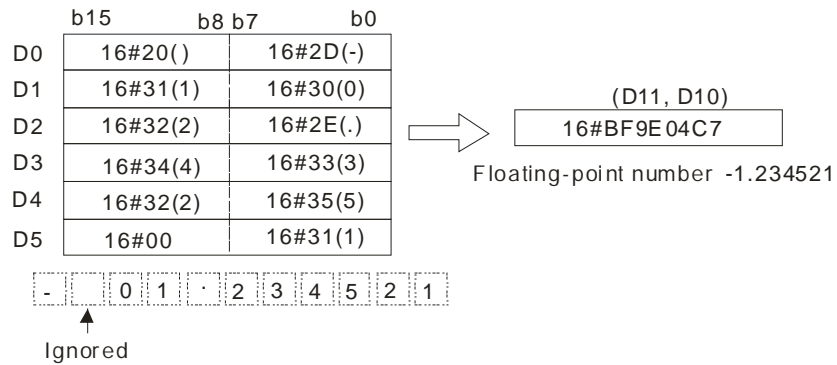 b15 b8 b7 b0
D0 16#20( ) 16#2D(-)
D1 16#31(1) 16#30(0)
(D11, D10)
D2 16#32(2) 16#2E(.) 16#BF9E04C7
D3 16#34(4) 16#33(3)
Floating-point number -1.234521
D4 16#32(2) 16#35(5)
D5 16#00 16#31(1)
- 0 1 . 2 3 4 5 2 1
Ignored